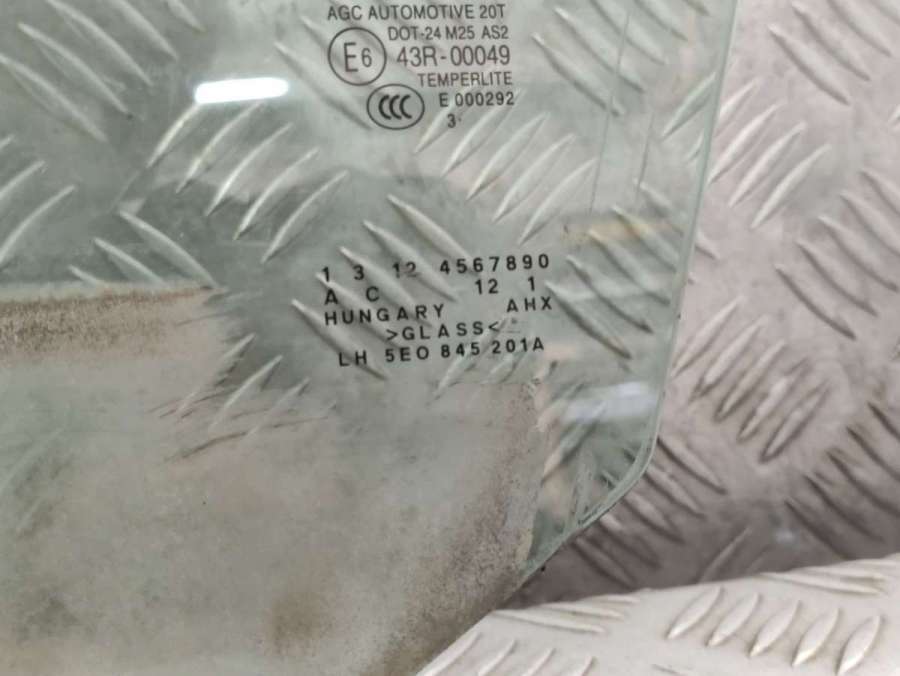 AGC AUTOMOTIVE 20T
DOT-24 M25 AS2
E6 43R-00049
TEMPERLITE
CCC E 000292
3·
1 3 12 4567890
A C 12 1
HUNGARY AHX
>GLASS<
LH 5E0 845 201A